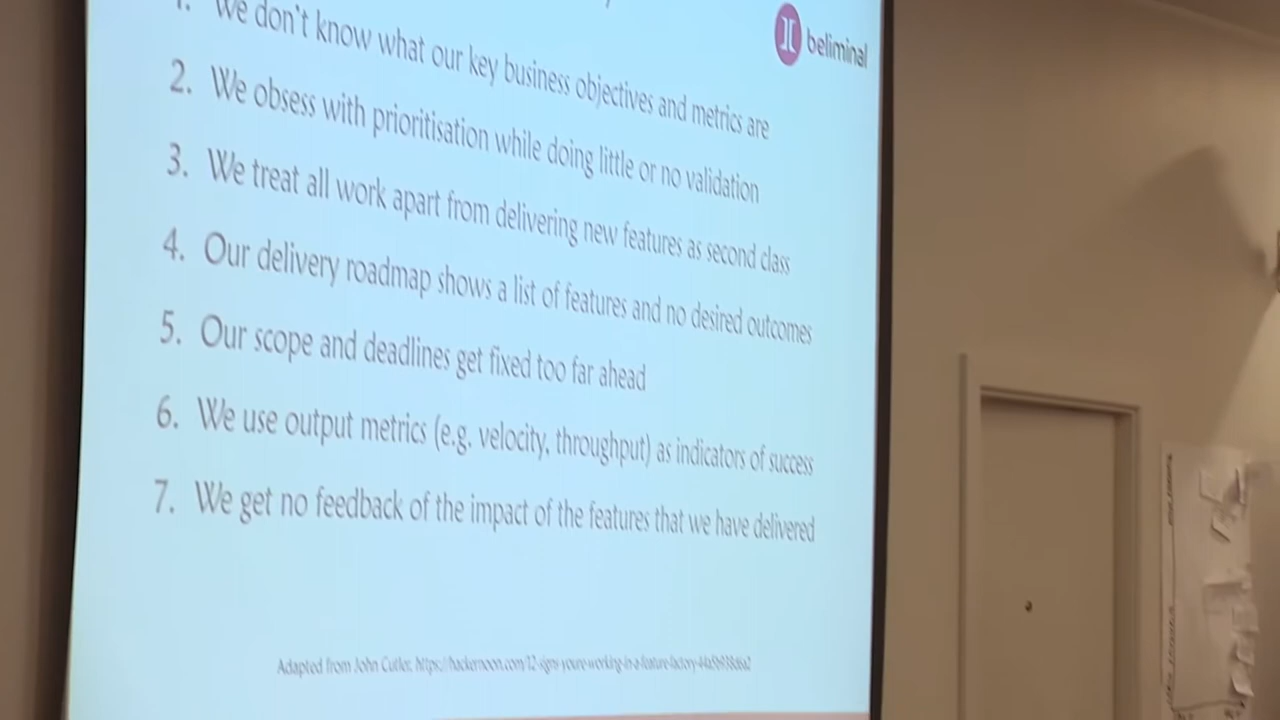 beliminal
1. We don't know what our key business objectives and metrics are
2. We obsess with prioritisation while doing little or no validation
3. We treat all work apart from delivering new features as second class
4. Our delivery roadmap shows a list of features and no desired outcomes
5. Our scope and deadlines get fixed too far ahead
6. We use output metrics (e.g. velocity, throughput) as indicators of success
7. We get no feedback of the impact of the features that we have delivered
Adapted from John Cutler,